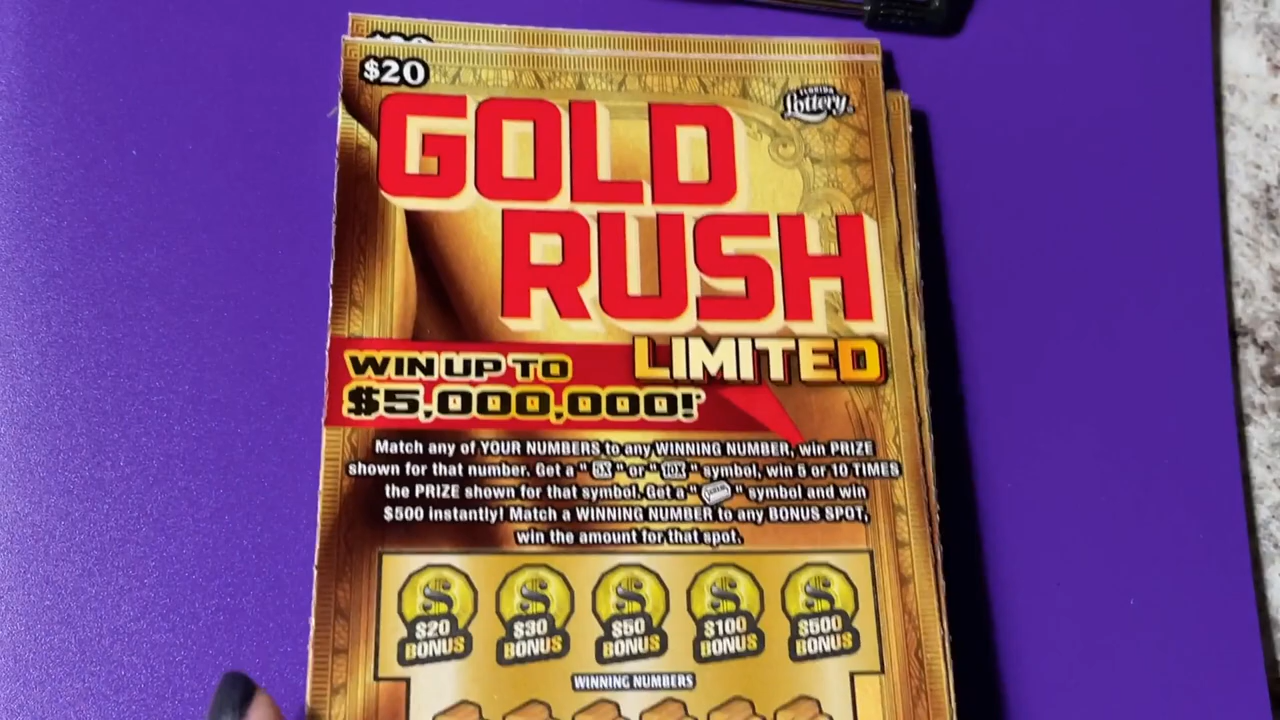 $20
FLORIDA
Lottery
GOLD
RUSH
LIMITED
WIN UP TO
$5,000,000!*
Match any of YOUR NUMBERS to any WINNING NUMBER, win PRIZE
shown for that number. Get a "5X" or "10X" symbol, win 5 or 10 TIMES
the PRIZE shown for that symbol. Get a " " symbol and win
$500 instantly! Match a WINNING NUMBER to any BONUS SPOT,
win the amount for that spot.
$20 $30 $50 $100 $500
BONUS BONUS BONUS BONUS BONUS
WINNING NUMBERS